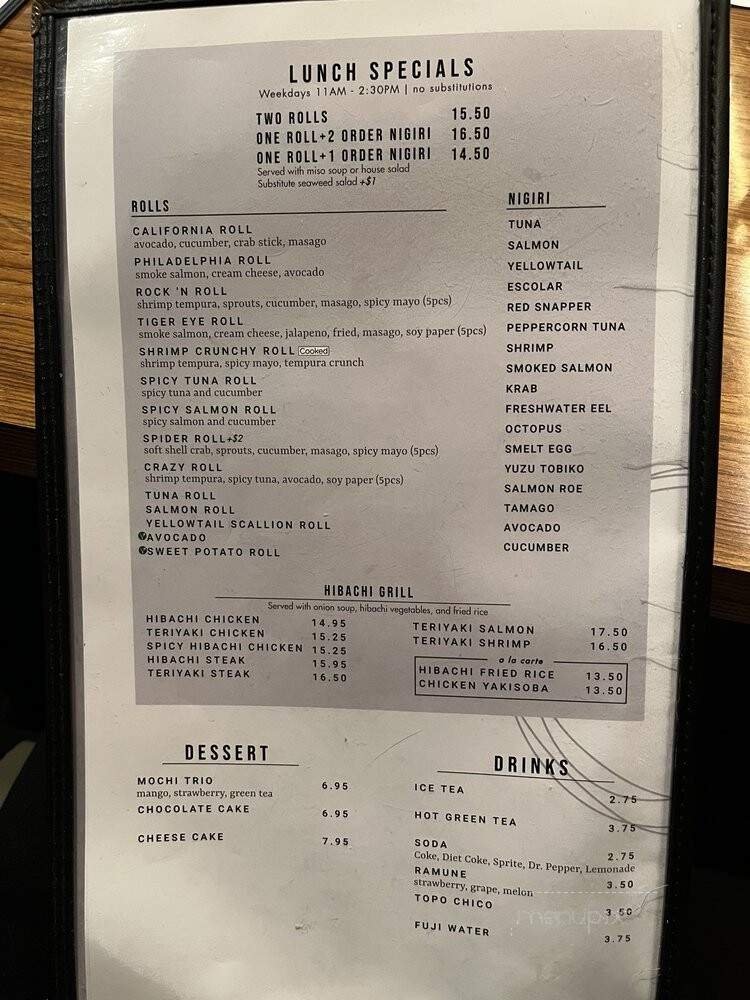 LUNCH SPECIALS
Weekdays 11AM - 2:30PM | no substitutions
TWO ROLLS 15.50
ONE ROLL+2 ORDER NIGIRI 16.50
ONE ROLL+1 ORDER NIGIRI 14.50
Served with miso soup or house salad
Substitute seaweed salad +$1
ROLLS
CALIFORNIA ROLL
avocado, cucumber, crab stick, masago
PHILADELPHIA ROLL
smoke salmon, cream cheese, avocado
ROCK 'N ROLL
shrimp tempura, sprouts, cucumber, masago, spicy mayo (5pcs)
TIGER EYE ROLL
smoke salmon, cream cheese, jalapeno, fried, masago, soy paper (5pcs)
SHRIMP CRUNCHY ROLL Cooked
shrimp tempura, spicy mayo, tempura crunch
SPICY TUNA ROLL
spicy tuna and cucumber
SPICY SALMON ROLL
spicy salmon and cucumber
SPIDER ROLL+$2
soft shell crab, sprouts, cucumber, masago, spicy mayo (5pcs)
CRAZY ROLL
shrimp tempura, spicy tuna, avocado, soy paper (5pcs)
TUNA ROLL
SALMON ROLL
YELLOWTAIL SCALLION ROLL
AVOCADO
SWEET POTATO ROLL
NIGIRI
TUNA
SALMON
YELLOWTAIL
ESCOLAR
RED SNAPPER
PEPPERCORN TUNA
SHRIMP
SMOKED SALMON
KRAB
FRESHWATER EEL
OCTOPUS
SMELT EGG
YUZU TOBIKO
SALMON ROE
TAMAGO
AVOCADO
CUCUMBER
HIBACHI GRILL
Served with onion soup, hibachi vegetables, and fried rice
HIBACHI CHICKEN 14.95
TERIYAKI CHICKEN 15.25
SPICY HIBACHI CHICKEN 15.25
HIBACHI STEAK 15.95
TERIYAKI STEAK 16.50
TERIYAKI SALMON 17.50
TERIYAKI SHRIMP 16.50
a la carte
HIBACHI FRIED RICE 13.50
CHICKEN YAKISOBA 13.50
DESSERT
MOCHI TRIO 6.95
mango, strawberry, green tea
CHOCOLATE CAKE 6.95
CHEESE CAKE 7.95
DRINKS
ICE TEA 2.75
HOT GREEN TEA 3.75
SODA 2.75
Coke, Diet Coke, Sprite, Dr. Pepper, Lemonade
RAMUNE 3.50
strawberry, grape, melon
TOPO CHICO 3.50
FUJI WATER 3.75
menupix